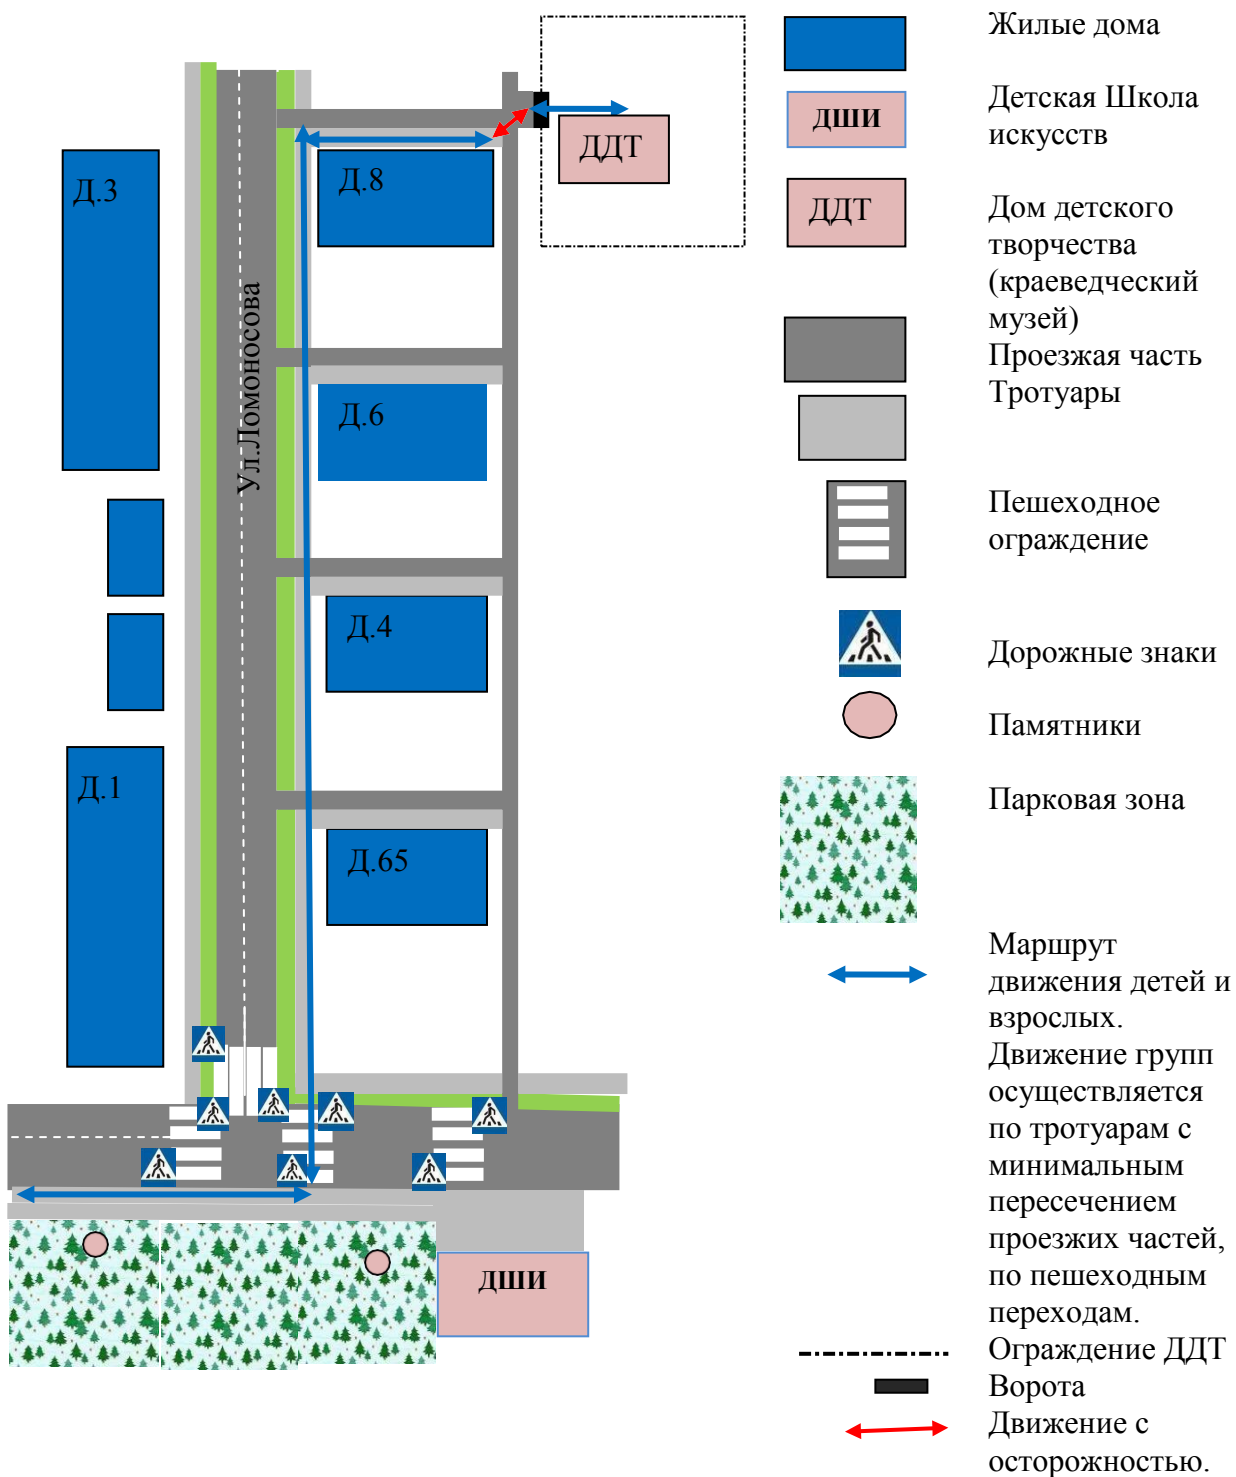 Д.3
Д.8
ДДТ
Ул.Ломоносова
Д.6
Д.4
Д.1
Д.65
ДШИ
Жилые дома
ДШИ
Детская Школа
искусств
ДДТ
Дом детского
творчества
(краеведческий
музей)
Проезжая часть
Тротуары
Пешеходное
ограждение
Дорожные знаки
Памятники
Парковая зона
Маршрут
движения детей и
взрослых.
Движение групп
осуществляется
по тротуарам с
минимальным
пересечением
проезжих частей,
по пешеходным
переходам.
Ограждение ДДТ
Ворота
Движение с
осторожностью.